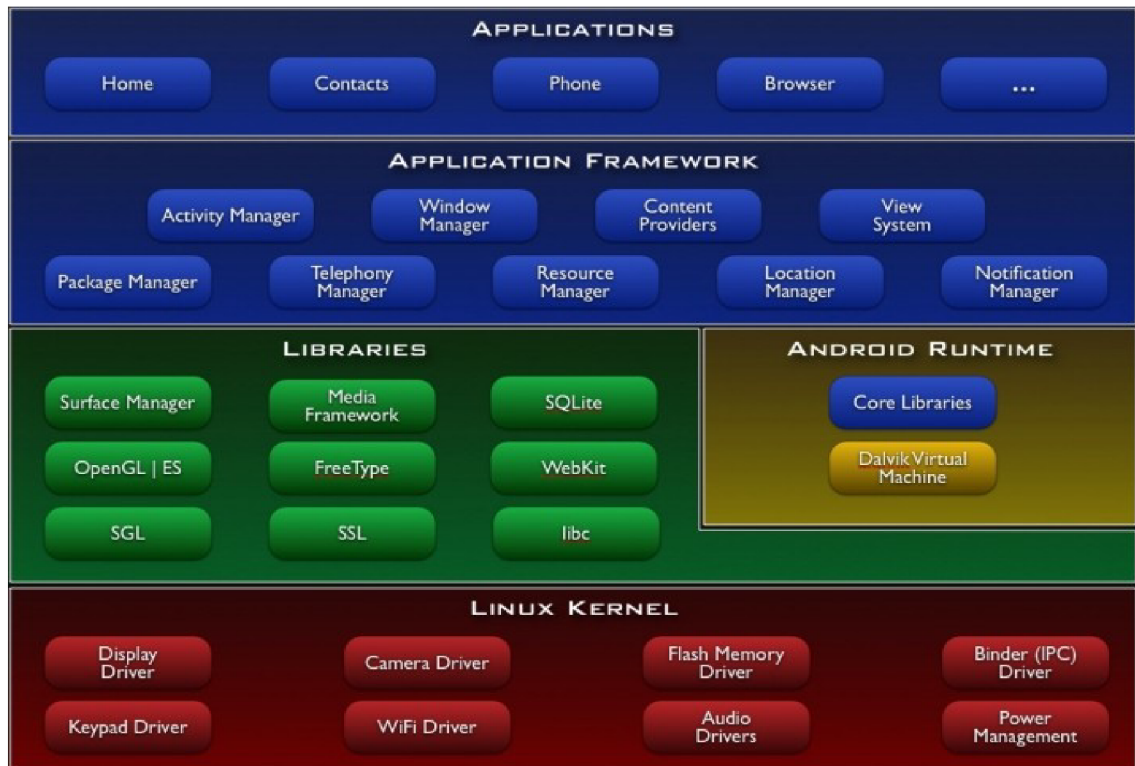 APPLICATIONS
Home
Contacts
Phone
Browser
...
APPLICATION FRAMEWORK
Activity Manager
Window
Manager
Content
Providers
View
System
Package Manager
Telephony
Manager
Resource
Manager
Location
Manager
Notification
Manager
LIBRARIES
Surface Manager
Media
Framework
SQLite
OpenGL | ES
FreeType
WebKit
SGL
SSL
libc
ANDROID RUNTIME
Core Libraries
Dalvik Virtual
Machine
LINUX KERNEL
Display
Driver
Camera Driver
Flash Memory
Driver
Binder (IPC)
Driver
Keypad Driver
WiFi Driver
Audio
Drivers
Power
Management